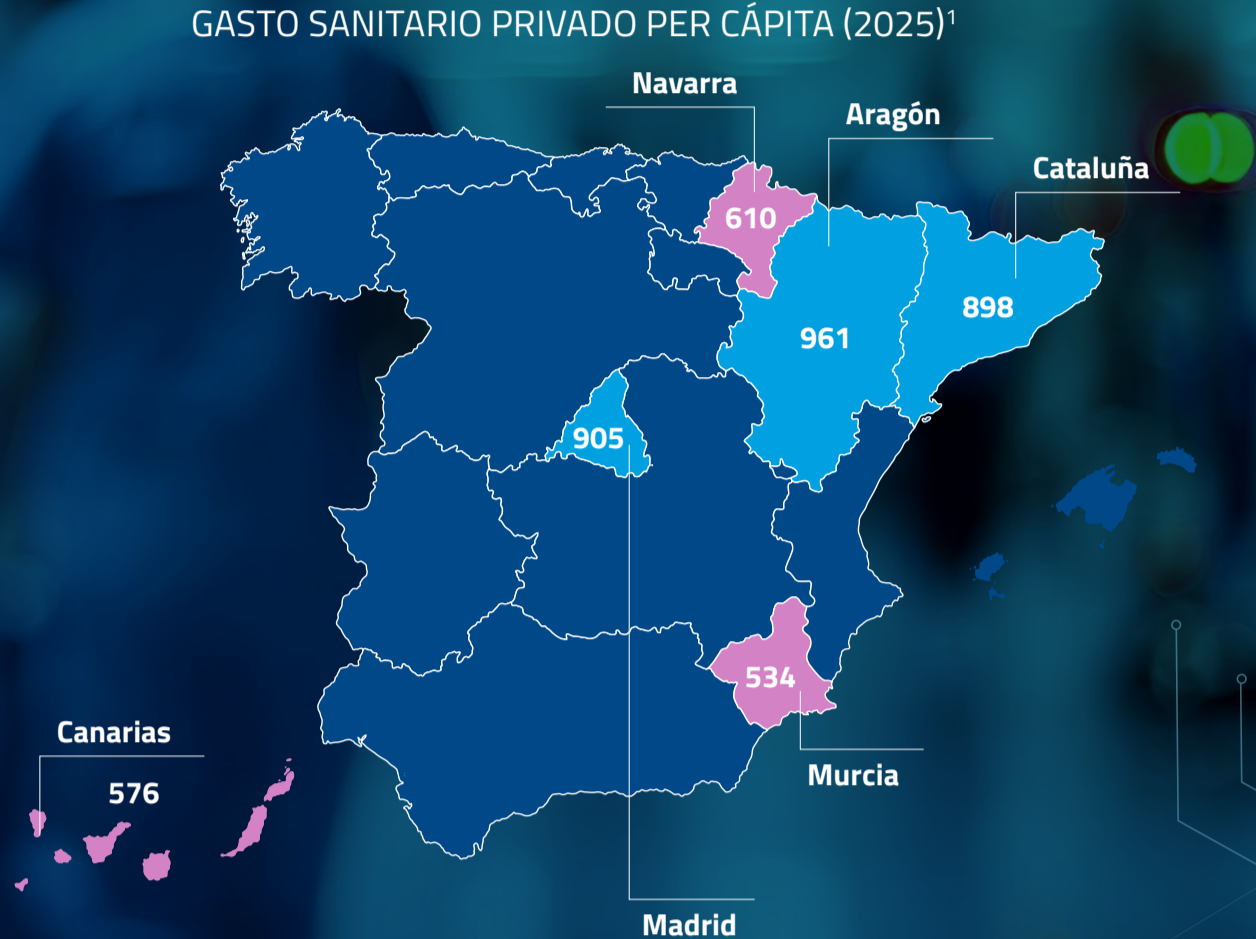 GASTO SANITARIO PRIVADO PER CÁPITA (2025)¹
Navarra
Aragón
Cataluña
610
898
961
905
534
Canarias
576
Murcia
Madrid